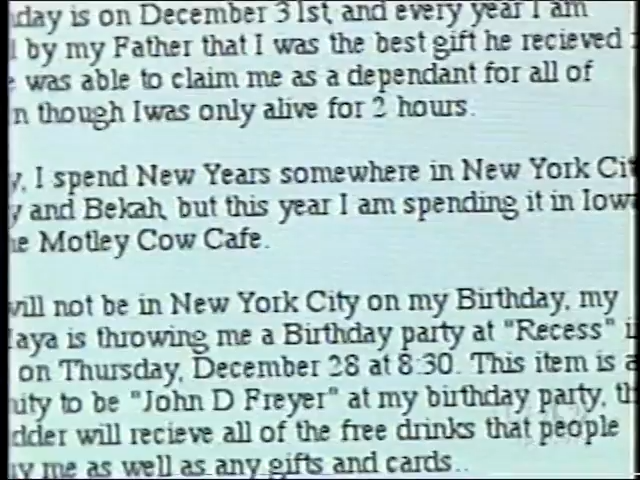 day is on December 31st, and every year I am
by my Father that I was the best gift he recieved
was able to claim me as a dependant for all of
n though Iwas only alive for 2 hours.
y, I spend New Years somewhere in New York Cit
y and Bekah, but this year I am spending it in Iowa
e Motley Cow Cafe.
will not be in New York City on my Birthday, my
aya is throwing me a Birthday party at "Recess" i
on Thursday, December 28 at 8:30. This item is a
uity to be "John D Freyer" at my birthday party, th
dder will recieve all of the free drinks that people
uy me as well as any gifts and cards..